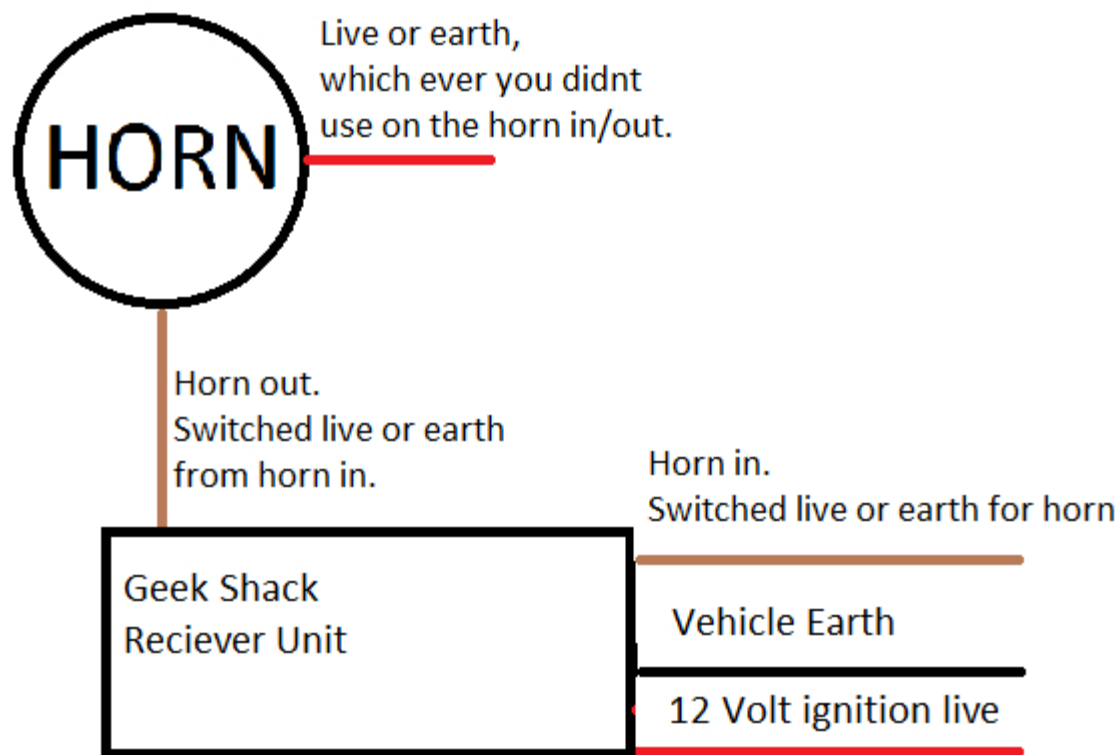 Live or earth,
which ever you didnt
use on the horn in/out.
HORN
Horn out.
Switched live or earth
from horn in.
Horn in.
Switched live or earth for horn
Geek Shack
Reciever Unit
Vehicle Earth
12 Volt ignition live